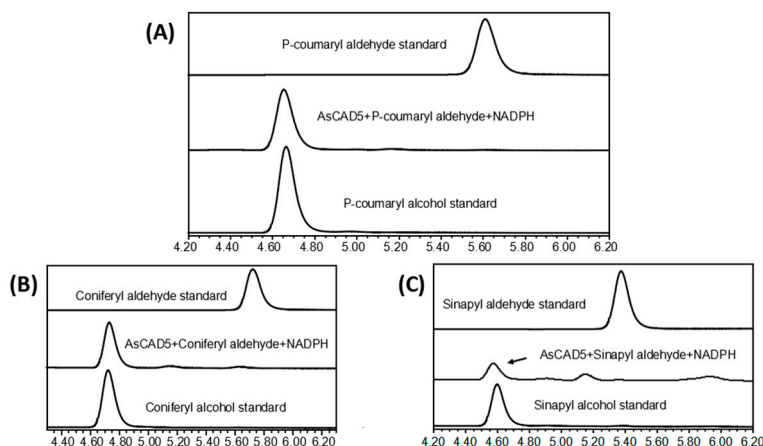 (A)
P-coumaryl aldehyde standard
AsCAD5+P-coumaryl aldehyde+NADPH
P-coumaryl alcohol standard
4.20 4.40 4.60 4.80 5.00 5.20 5.40 5.60 5.80 6.00 6.20
(B)
Coniferyl aldehyde standard
AsCAD5+Coniferyl aldehyde+NADPH
Coniferyl alcohol standard
4.40 4.60 4.80 5.00 5.20 5.40 5.60 5.80 6.00 6.20
(C)
Sinapyl aldehyde standard
AsCAD5+Sinapyl aldehyde+NADPH
Sinapyl alcohol standard
4.20 4.40 4.60 4.80 5.00 5.20 5.40 5.60 5.80 6.00 6.20